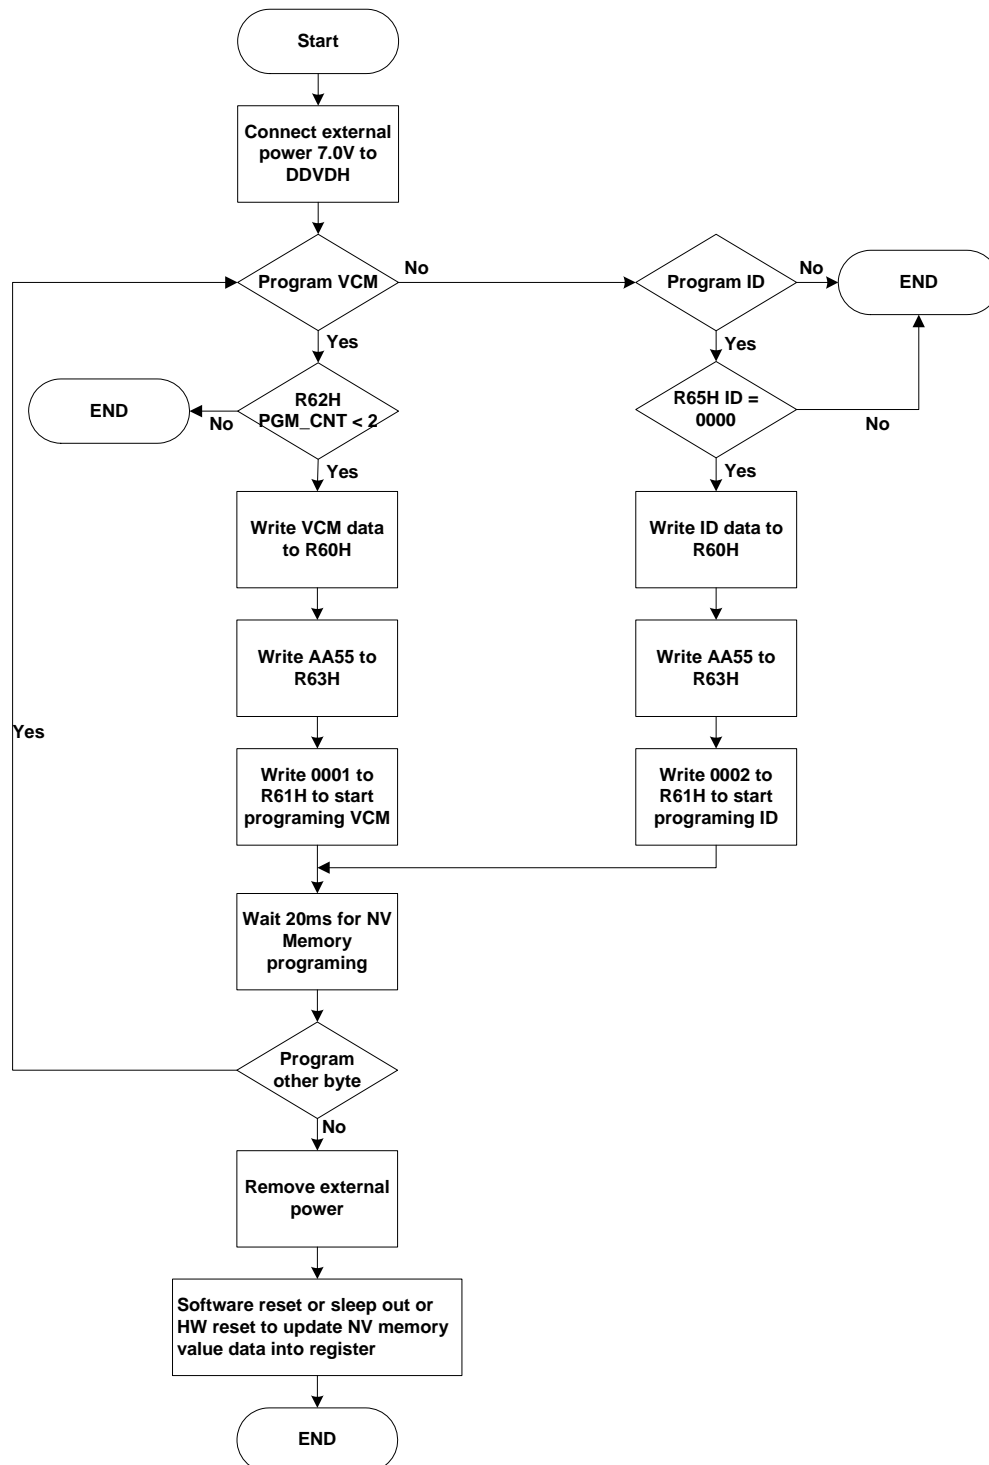 Start
Connect external
power 7.0V to
DDVDH
Program VCM
No
Program ID
No
END
Yes
Yes
END
No
R62H
PGM_CNT < 2
R65H ID =
0000
No
Yes
Yes
Write VCM data
to R60H
Write ID data to
R60H
Write AA55 to
R63H
Write AA55 to
R63H
Yes
Write 0001 to
R61H to start
programing VCM
Write 0002 to
R61H to start
programing ID
Wait 20ms for NV
Memory
programing
Program
other byte
No
Remove external
power
Software reset or sleep out or
HW reset to update NV memory
value data into register
END